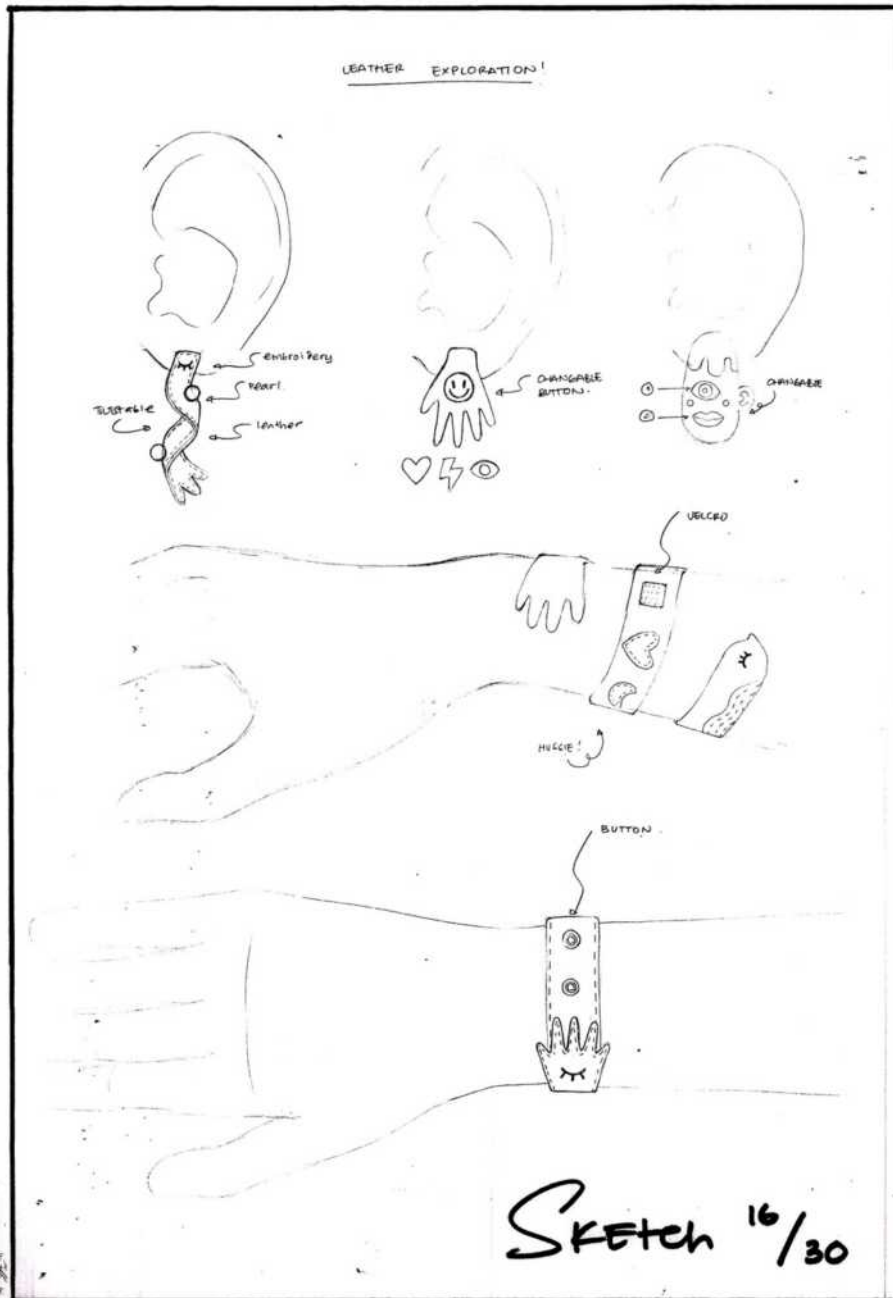 LEATHER EXPLORATION!
embroidery
Pearl
TWISTABLE
leather
CHANGABLE
BUTTON.
CHANGABLE
VELCRO
HUGGIE!
BUTTON.
SKETCH 16/30